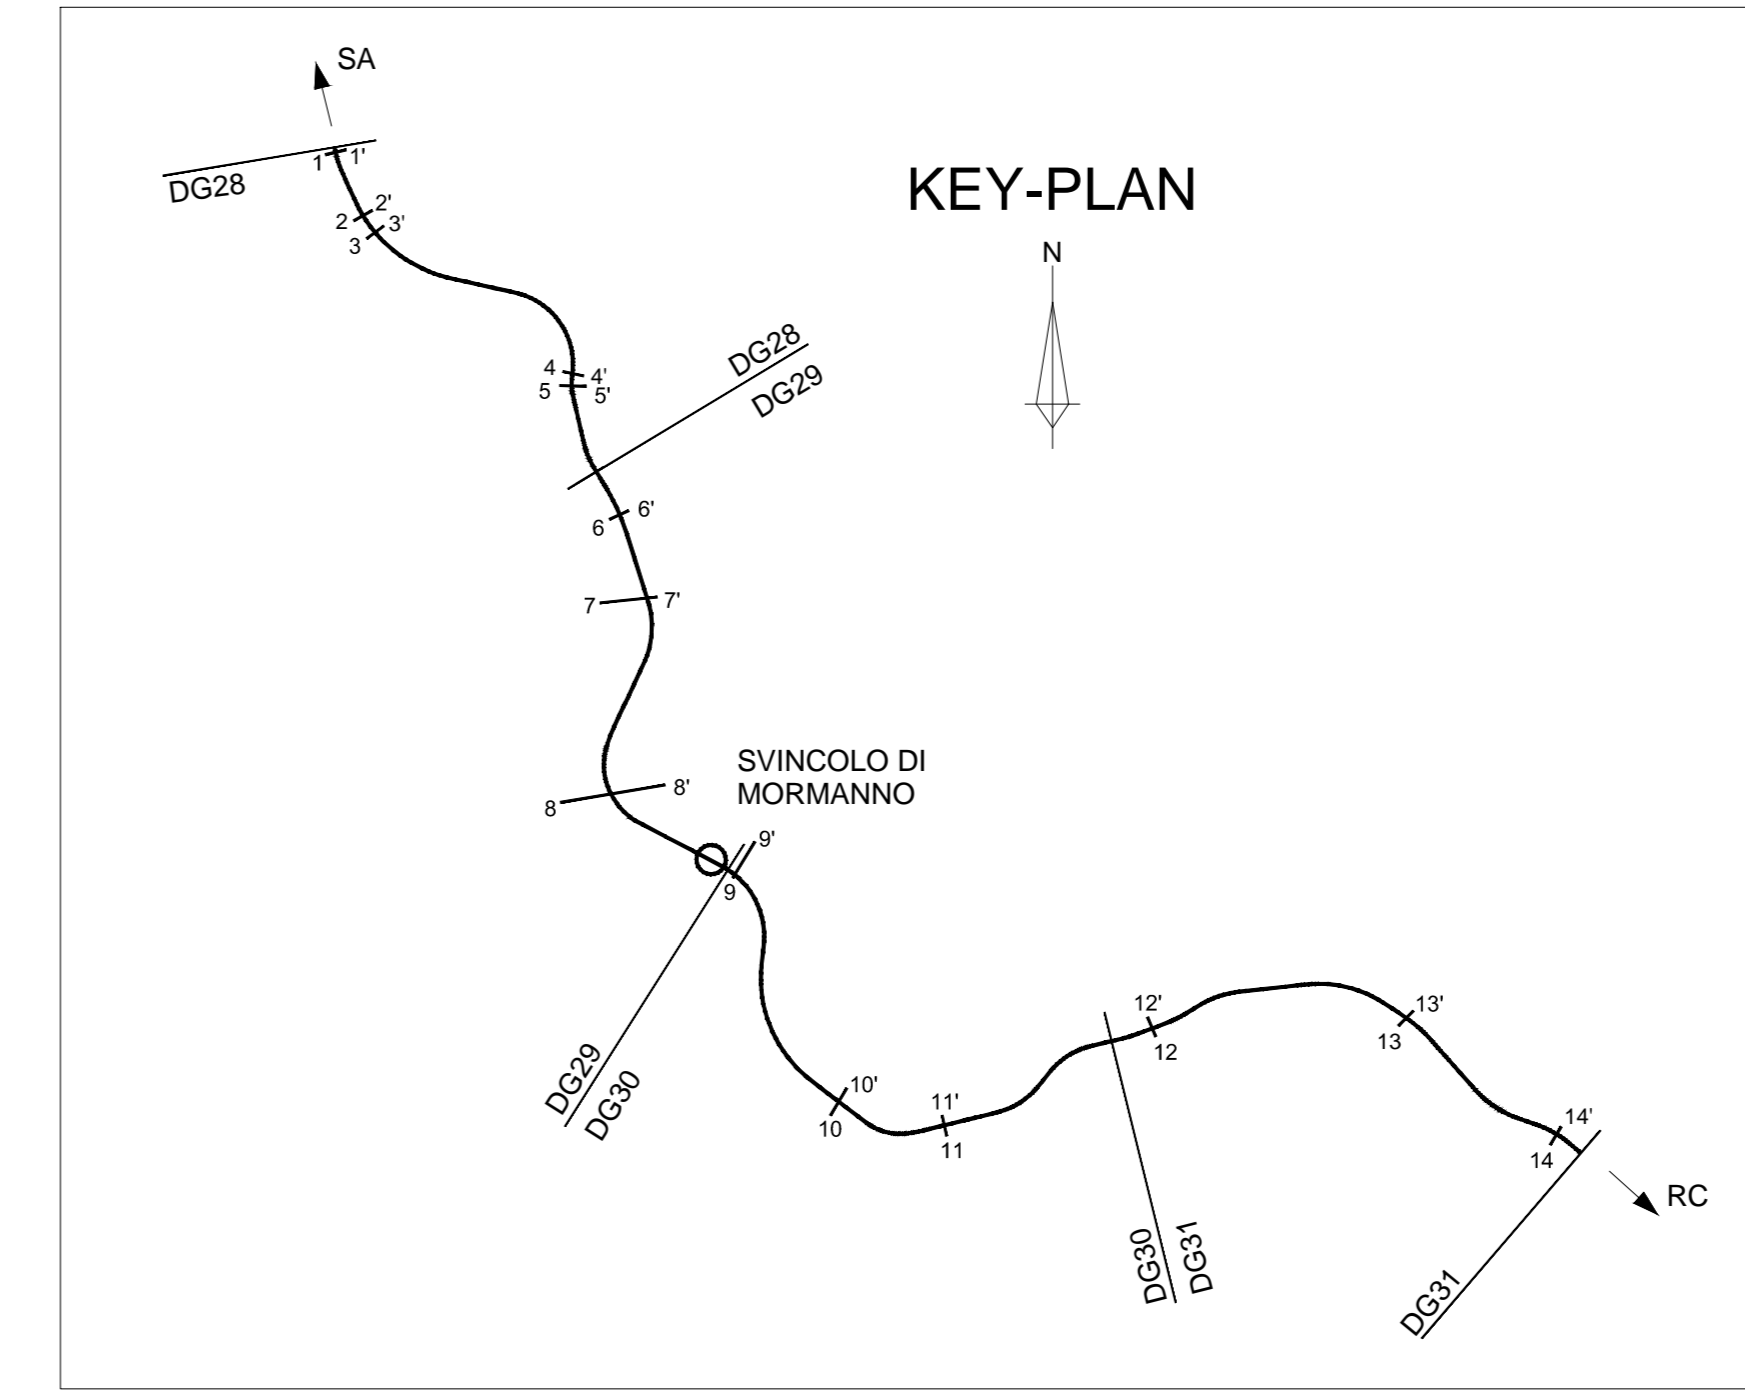 SA
1
1'
DG28
KEY-PLAN
2
2'
3
3'
N
DG28
DG29
4
4'
5
5'
6
6'
7
7'
SVINCOLO DI
MORMANNO
8
8'
9'
9
DG29
DG30
10'
10
11'
11
12'
12
13'
13
14'
14
RC
DG30
DG31
DG31